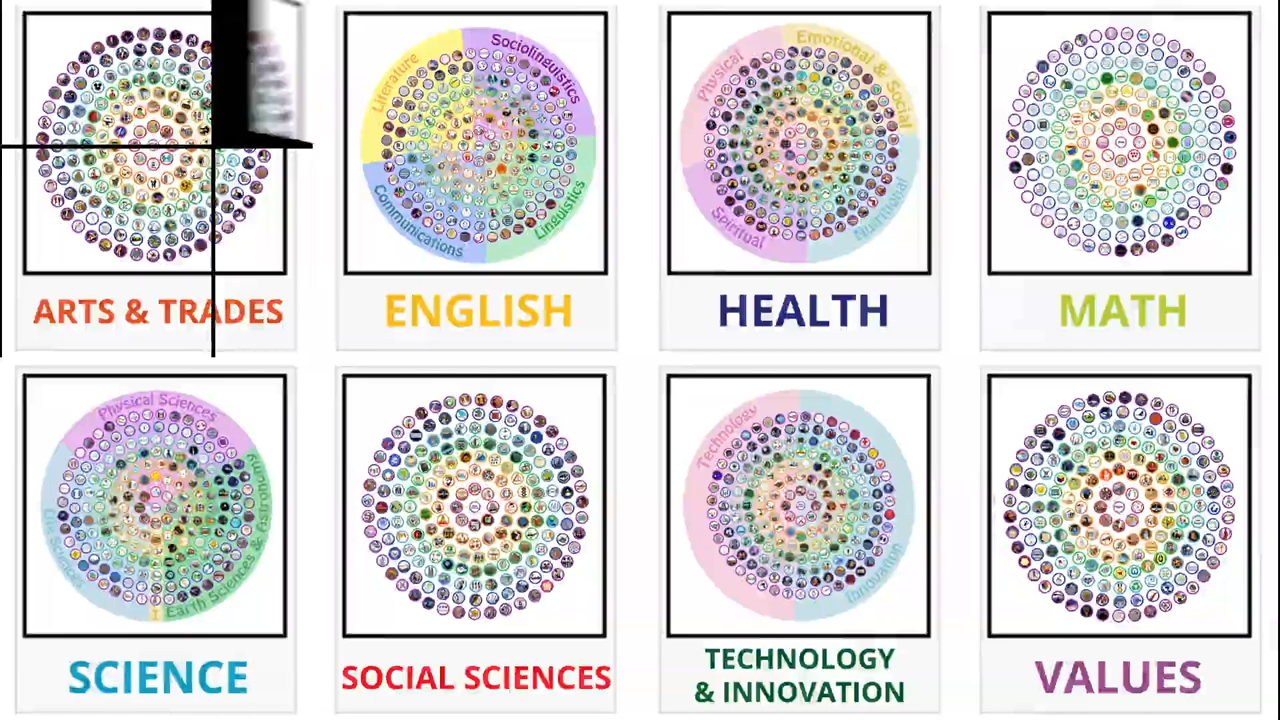 Literature
Sociolinguistics
Communications
Linguistics
Physical
Emotional & Social
Spiritual
Nutritional
ARTS & TRADES
ENGLISH
HEALTH
MATH
Physical Sciences
Life Sciences
Earth Sciences & Astronomy
Technology
Innovation
SCIENCE
SOCIAL SCIENCES
TECHNOLOGY
& INNOVATION
VALUES